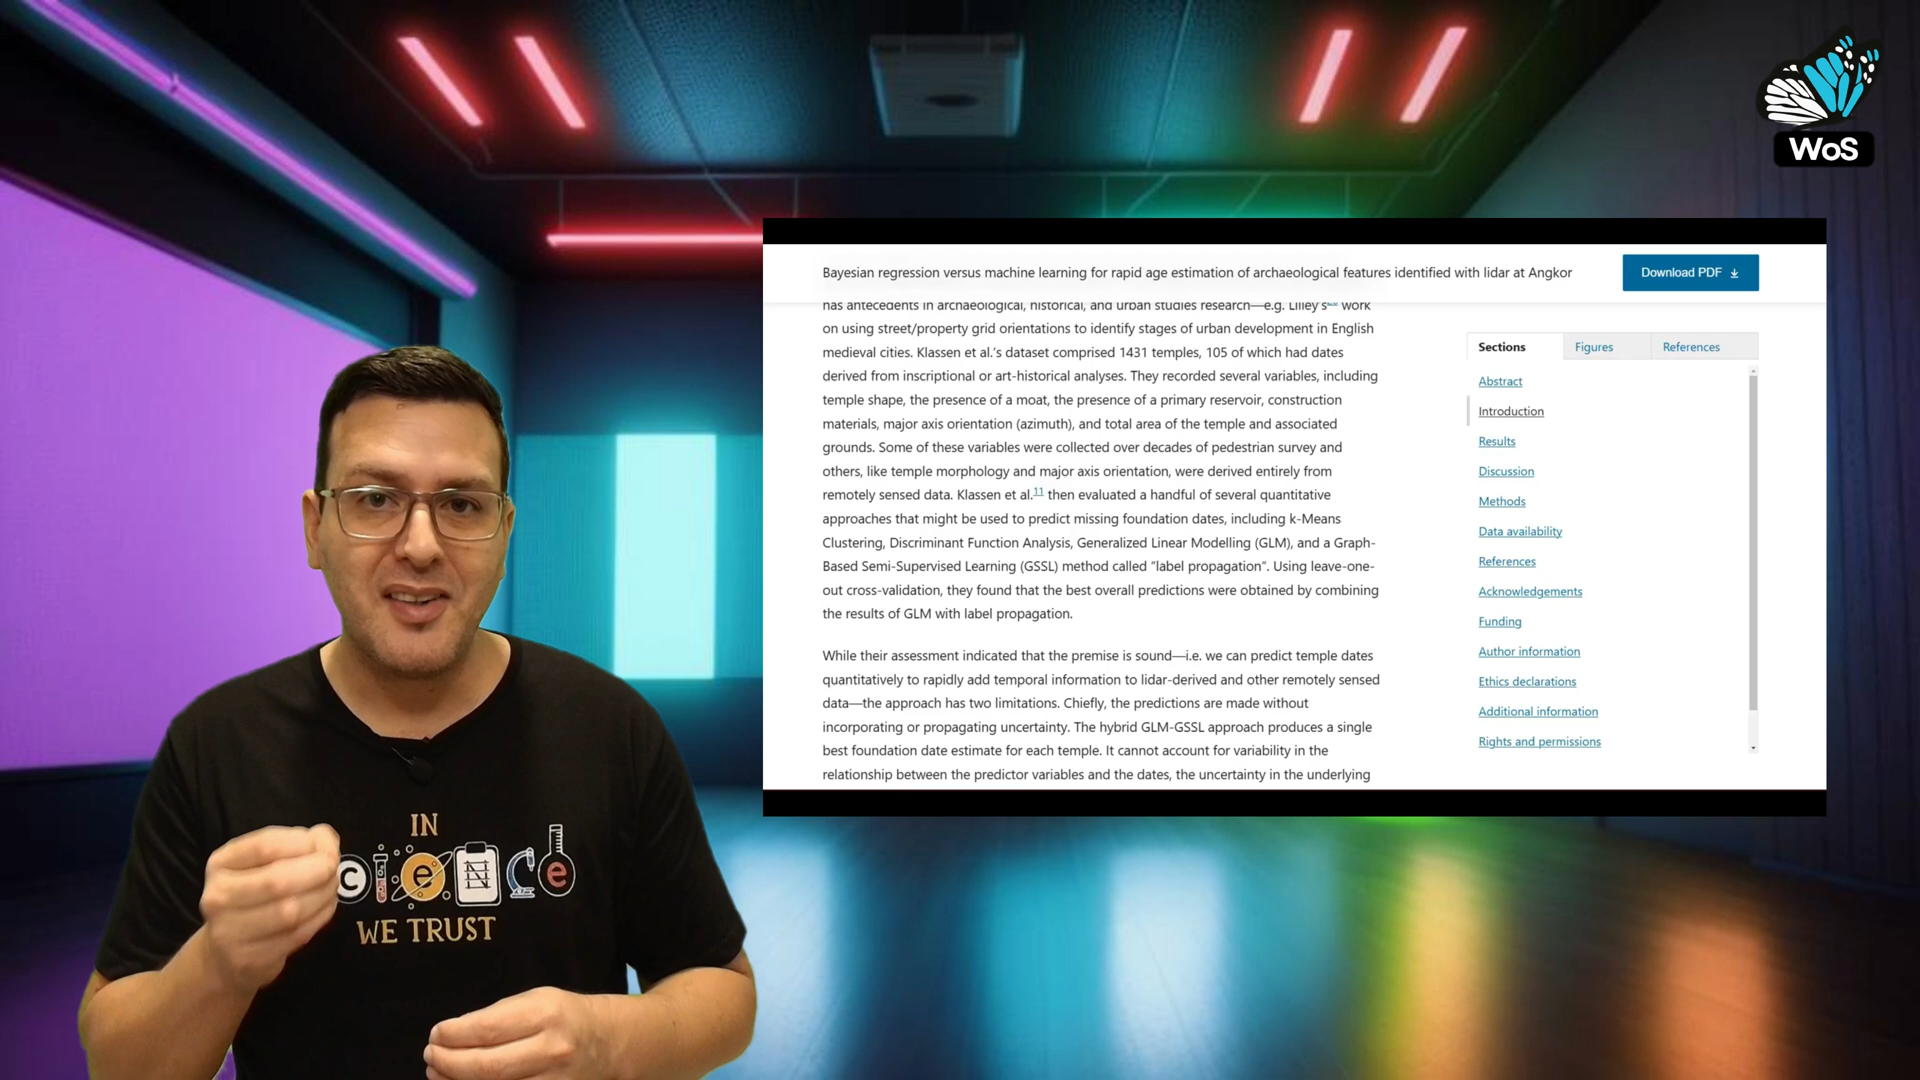 WoS
Bayesian regression versus machine learning for rapid age estimation of archaeological features identified with lidar at Angkor
Download PDF
has antecedents in archaeological, historical, and urban studies research—e.g. Lilley's work
on using street/property grid orientations to identify stages of urban development in English
medieval cities. Klassen et al.'s dataset comprised 1431 temples, 105 of which had dates
derived from inscriptional or art-historical analyses. They recorded several variables, including
temple shape, the presence of a moat, the presence of a primary reservoir, construction
materials, major axis orientation (azimuth), and total area of the temple and associated
grounds. Some of these variables were collected over decades of pedestrian survey and
others, like temple morphology and major axis orientation, were derived entirely from
remotely sensed data. Klassen et al.11 then evaluated a handful of several quantitative
approaches that might be used to predict missing foundation dates, including k-Means
Clustering, Discriminant Function Analysis, Generalized Linear Modelling (GLM), and a Graph-
Based Semi-Supervised Learning (GSSL) method called "label propagation". Using leave-one-
out cross-validation, they found that the best overall predictions were obtained by combining
the results of GLM with label propagation.
While their assessment indicated that the premise is sound—i.e. we can predict temple dates
quantitatively to rapidly add temporal information to lidar-derived and other remotely sensed
data—the approach has two limitations. Chiefly, the predictions are made without
incorporating or propagating uncertainty. The hybrid GLM-GSSL approach produces a single
best foundation date estimate for each temple. It cannot account for variability in the
relationship between the predictor variables and the dates, the uncertainty in the underlying
Sections
Figures
References
Abstract
Introduction
Results
Discussion
Methods
Data availability
References
Acknowledgements
Funding
Author information
Ethics declarations
Additional information
Rights and permissions
IN
cience
WE TRUST